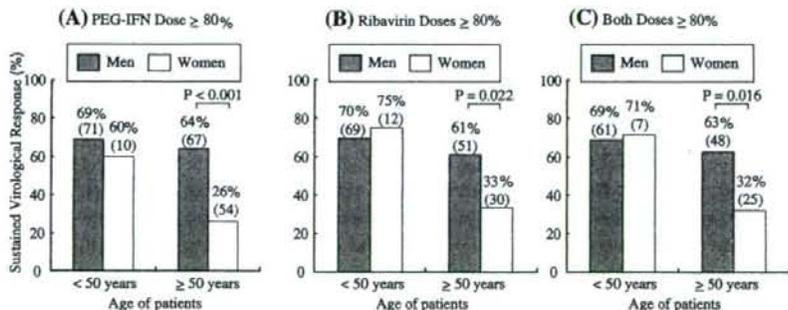 (A) PEG-IFN Dose ≥ 80%
Men Women
Sustained Virological Response (%)
100
80
60
40
20
0
P < 0.001
69%
(71)
60%
(10)
64%
(67)
26%
(54)
< 50 years ≥ 50 years
Age of patients
(B) Ribavirin Doses ≥ 80%
Men Women
100
80
60
40
20
0
P = 0.022
70%
(69)
75%
(12)
61%
(51)
33%
(30)
< 50 years ≥ 50 years
Age of patients
(C) Both Doses ≥ 80%
Men Women
100
80
60
40
20
0
P = 0.016
69%
(61)
71%
(7)
63%
(48)
32%
(25)
< 50 years ≥ 50 years
Age of patients